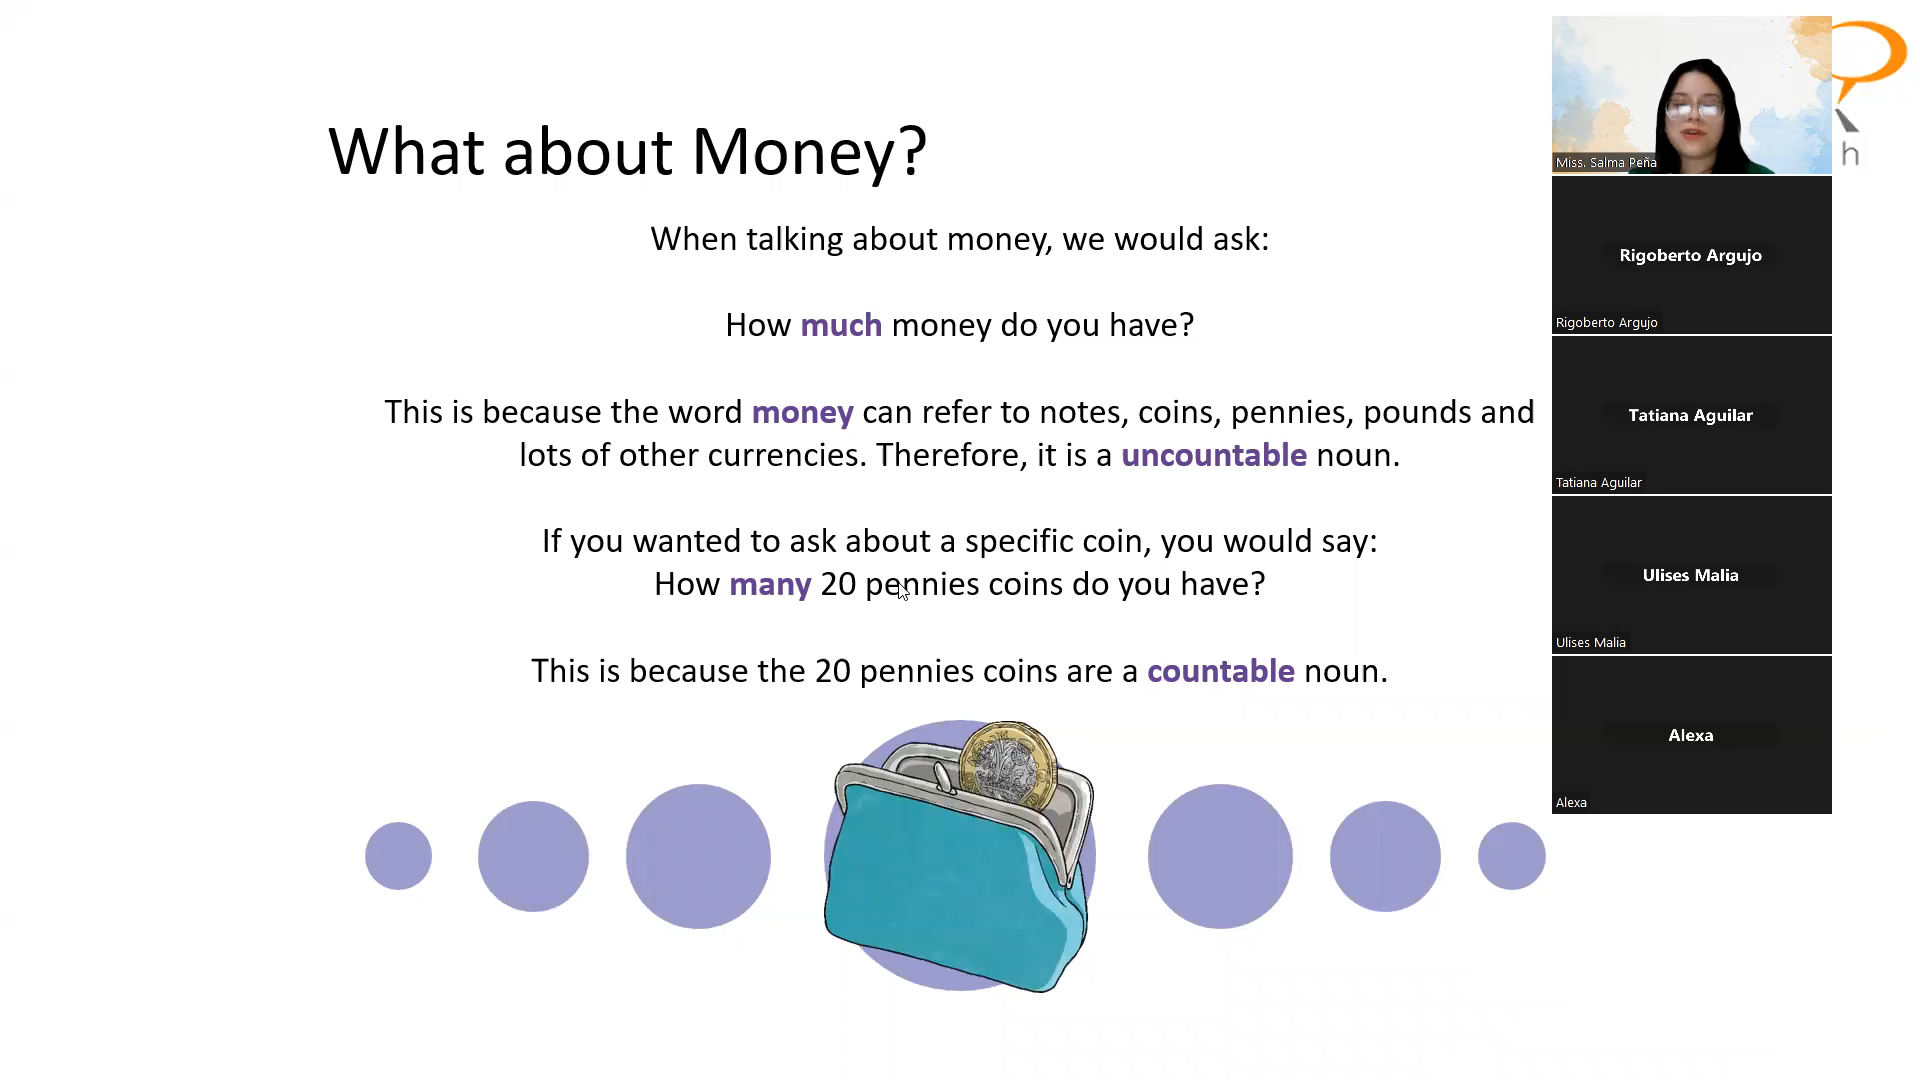 What about Money?
When talking about money, we would ask:
How much money do you have?
This is because the word money can refer to notes, coins, pennies, pounds and
lots of other currencies. Therefore, it is a uncountable noun.
If you wanted to ask about a specific coin, you would say:
How many 20 pennies coins do you have?
This is because the 20 pennies coins are a countable noun.
Miss. Salma Peña
h
Rigoberto Argujo
Rigoberto Argujo
Tatiana Aguilar
Tatiana Aguilar
Ulises Malia
Ulises Malia
Alexa
Alexa